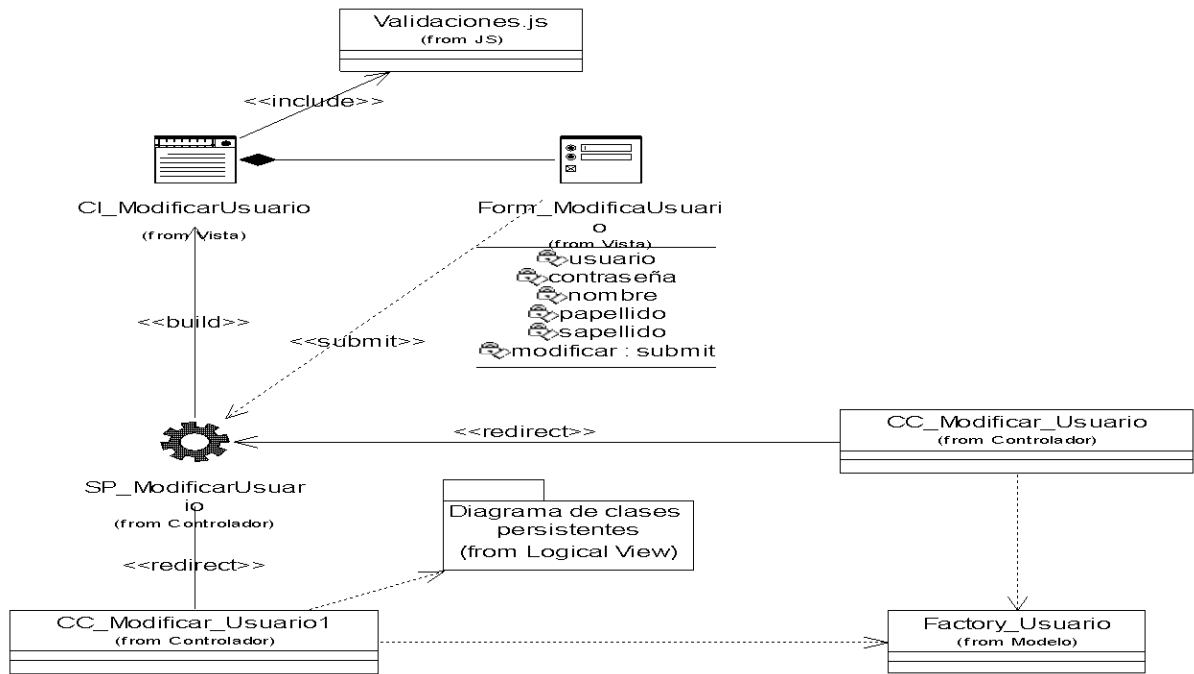 Validaciones.js
(from JS)
<<include>>
CI_ModificarUsuario
(from Vista)
Form_ModificaUsuari
o
(from Vista)
usuario
contraseña
nombre
papellido
sapellido
modificar : submit
<<build>>
<<submit>>
<<redirect>>
CC_Modificar_Usuario
(from Controlador)
SP_ModificarUsuar
io
(from Controlador)
Diagrama de clases
persistentes
(from Logical View)
<<redirect>>
CC_Modificar_Usuario1
(from Controlador)
Factory_Usuario
(from Modelo)